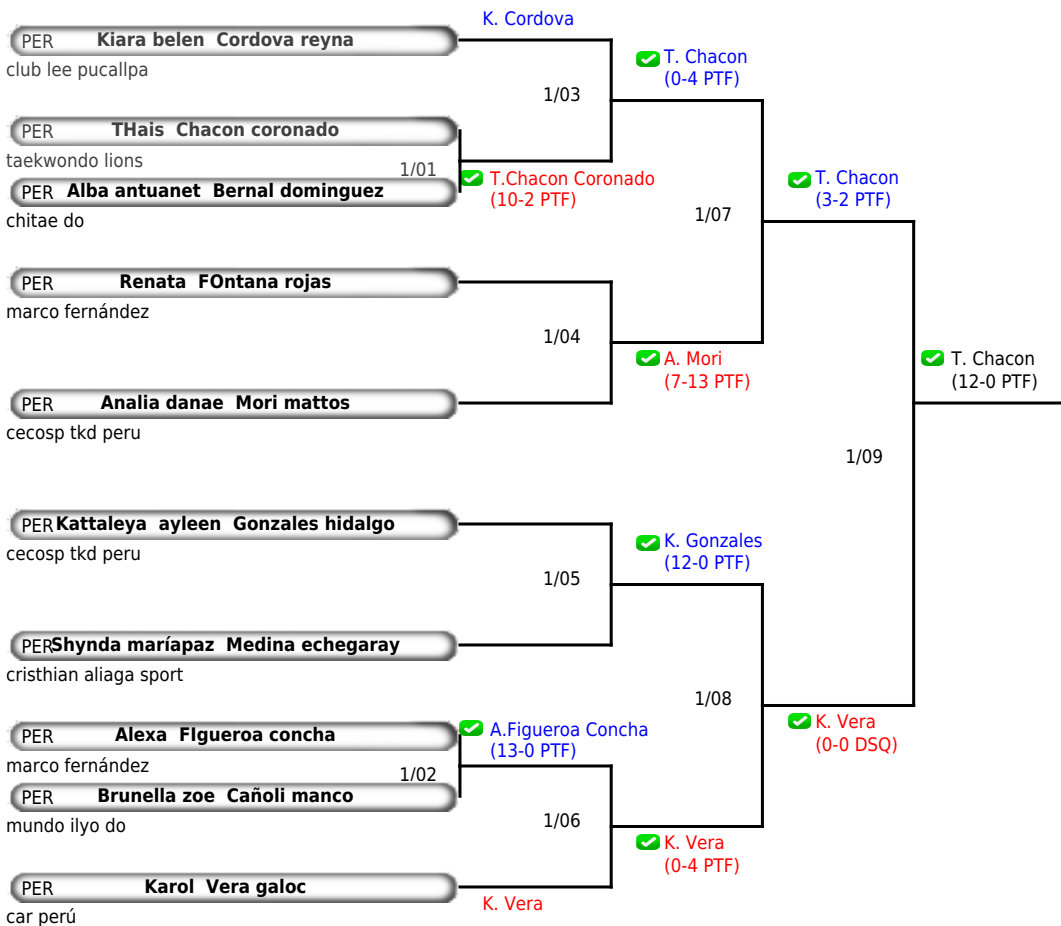 K. Cordova
PER Kiara belen Cordova reyna
club lee pucallpa
T. Chacon
(0-4 PTF)
1/03
PER THais Chacon coronado
taekwondo lions
1/01
T.Chacon Coronado
(10-2 PTF)
PER Alba antuanet Bernal dominguez
chitae do
T. Chacon
(3-2 PTF)
1/07
PER Renata FOntana rojas
marco fernández
1/04
A. Mori
(7-13 PTF)
T. Chacon
(12-0 PTF)
PER Analia danae Mori mattos
cecosp tkd peru
1/09
PER Kattaleya ayleen Gonzales hidalgo
cecosp tkd peru
K. Gonzales
(12-0 PTF)
1/05
PER Shynda maríapaz Medina echegaray
cristhian aliaga sport
1/08
PER Alexa FIgueroa concha
marco fernández
A.Figueroa Concha
(13-0 PTF)
K. Vera
(0-0 DSQ)
1/02
PER Brunella zoe Cañoli manco
mundo ilyo do
1/06
K. Vera
(0-4 PTF)
PER Karol Vera galoc
car perú
K. Vera